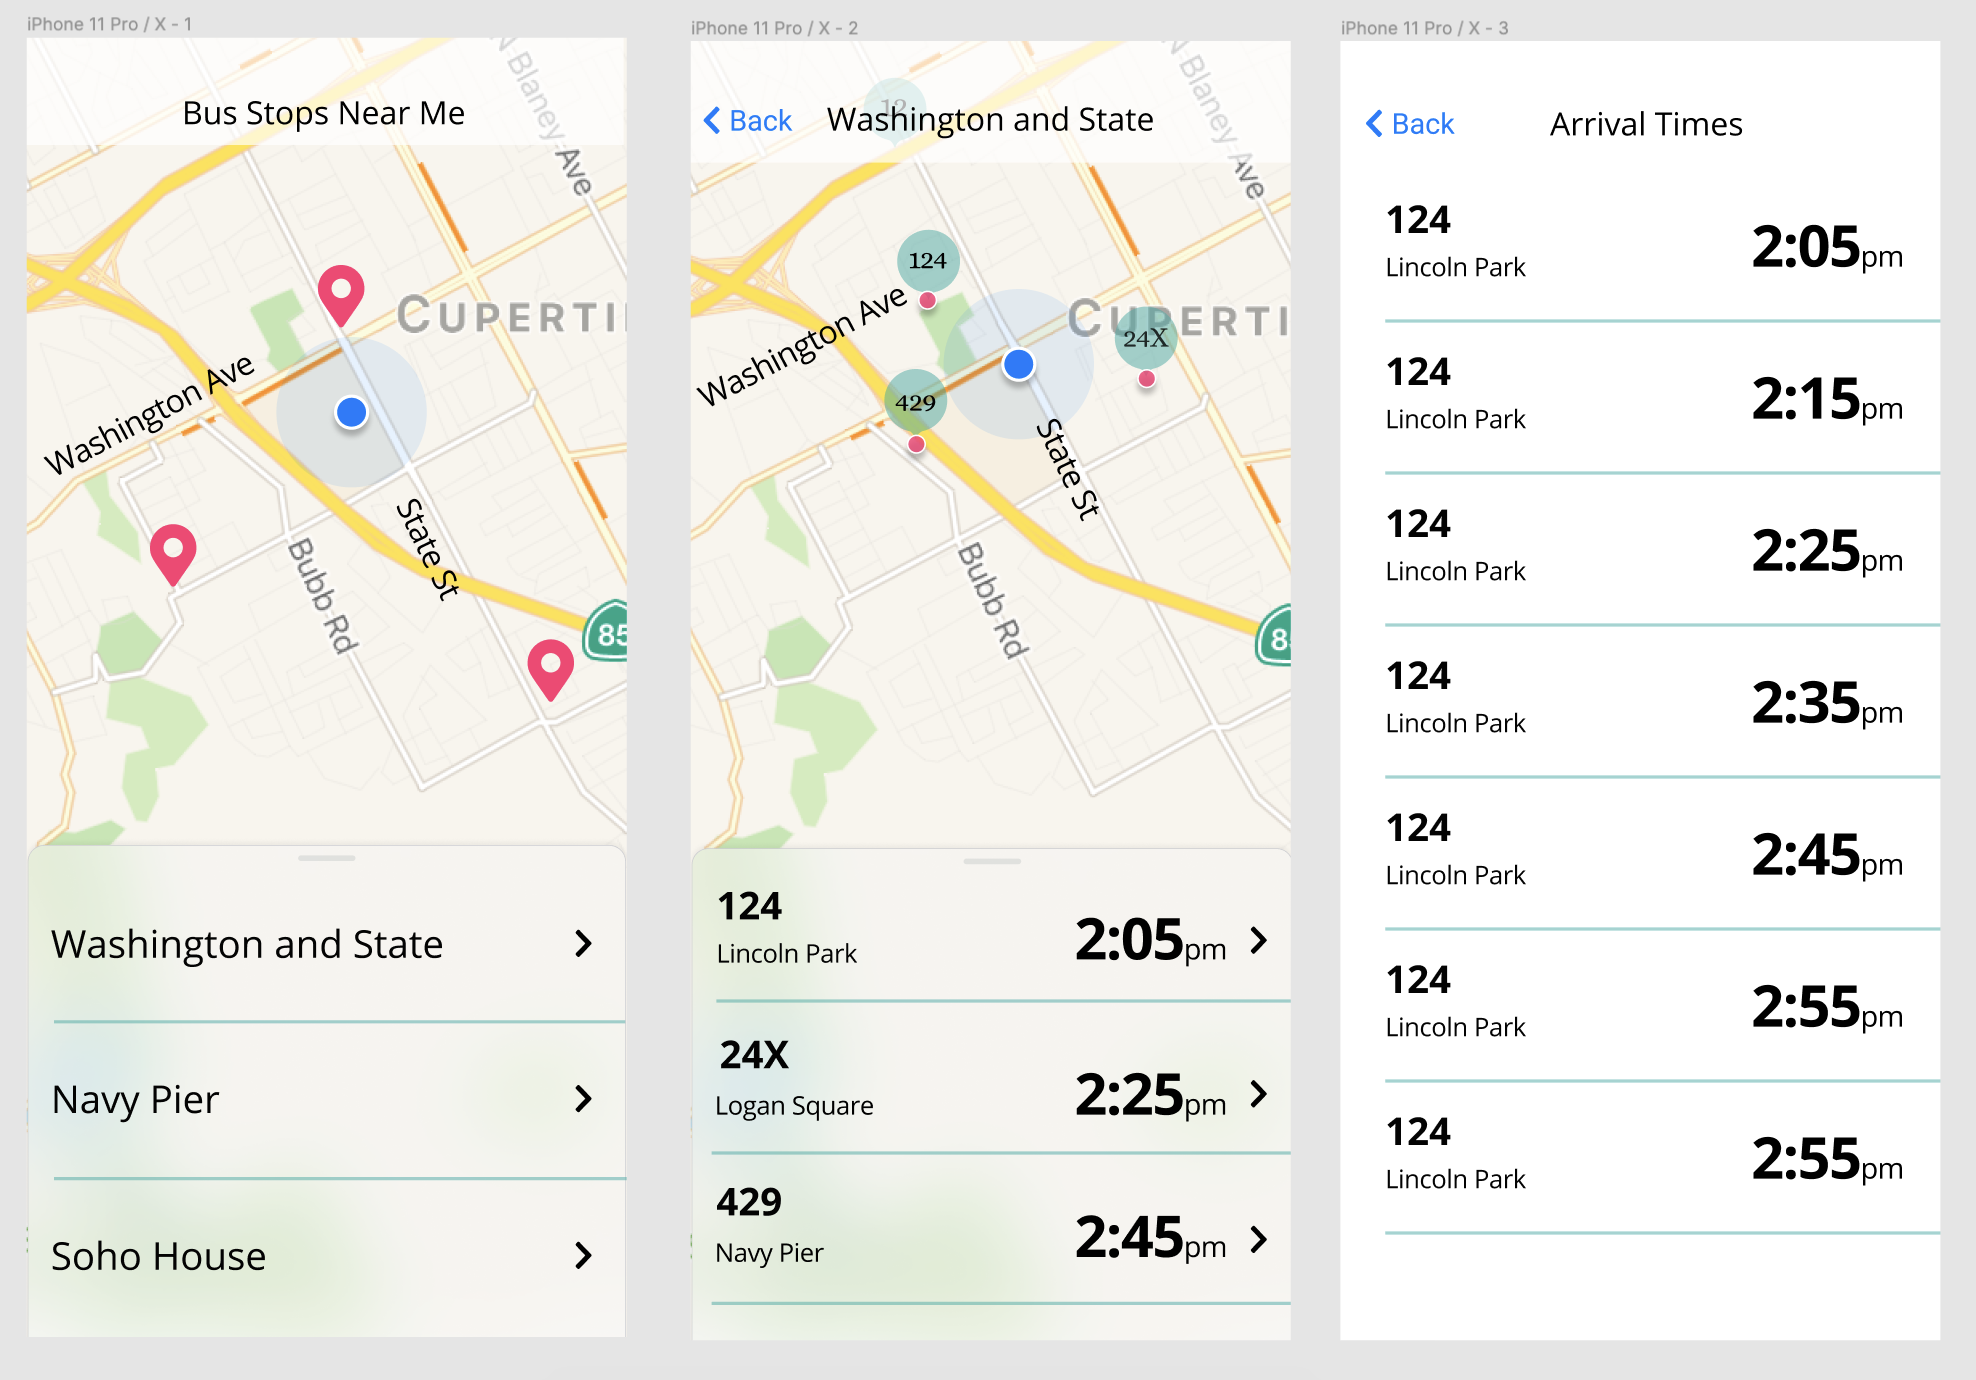 iPhone 11 Pro / X - 1
Bus Stops Near Me
N Blaney Ave
CUPERTI
Washington Ave
State St
Bubb Rd
85
Washington and State
Navy Pier
Soho House
iPhone 11 Pro / X - 2
12
Back
Washington and State
N Blaney Ave
124
Washington Ave
CUPERTI
24X
429
State St
Bubb Rd
8
124
Lincoln Park
2:05pm
24X
Logan Square
2:25pm
429
Navy Pier
2:45pm
iPhone 11 Pro / X - 3
Back
Arrival Times
124
Lincoln Park
2:05pm
124
Lincoln Park
2:15pm
124
Lincoln Park
2:25pm
124
Lincoln Park
2:35pm
124
Lincoln Park
2:45pm
124
Lincoln Park
2:55pm
124
Lincoln Park
2:55pm